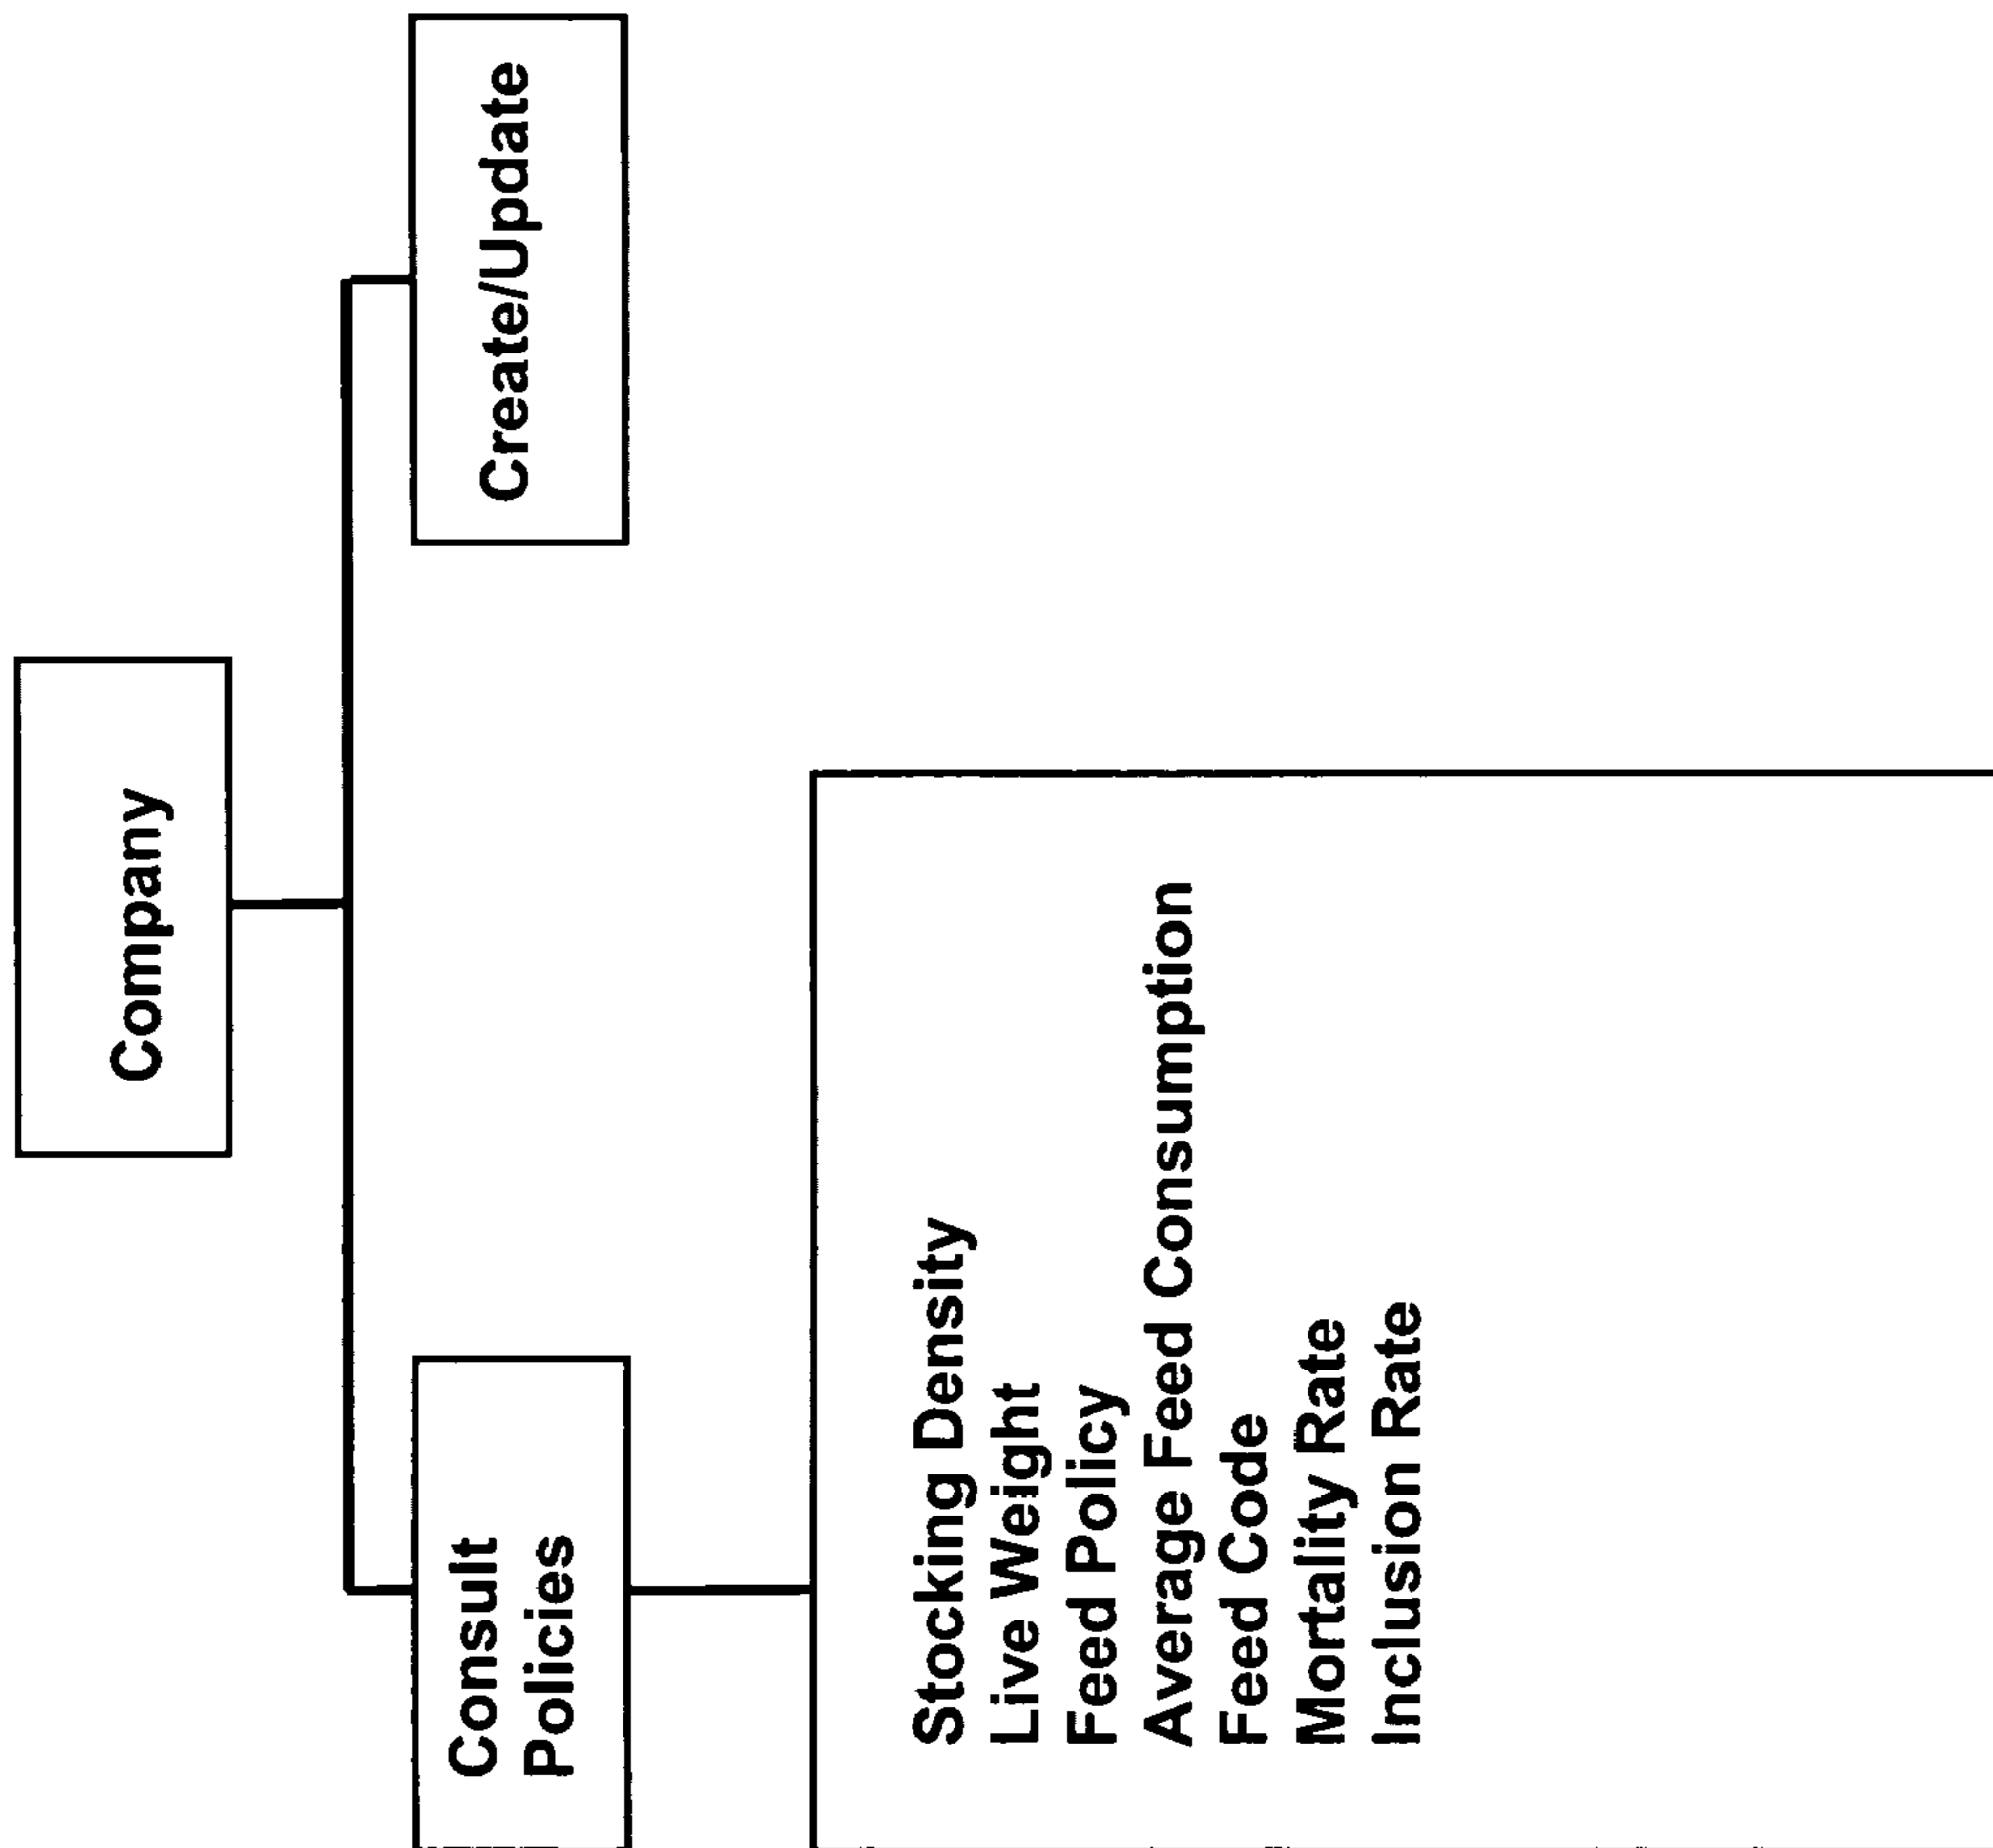 Company
Consult
Policies
Create/Update
Stocking Density
Live Weight
Feed Policy
Average Feed Consumption
Feed Code
Mortality Rate
Inclusion Rate